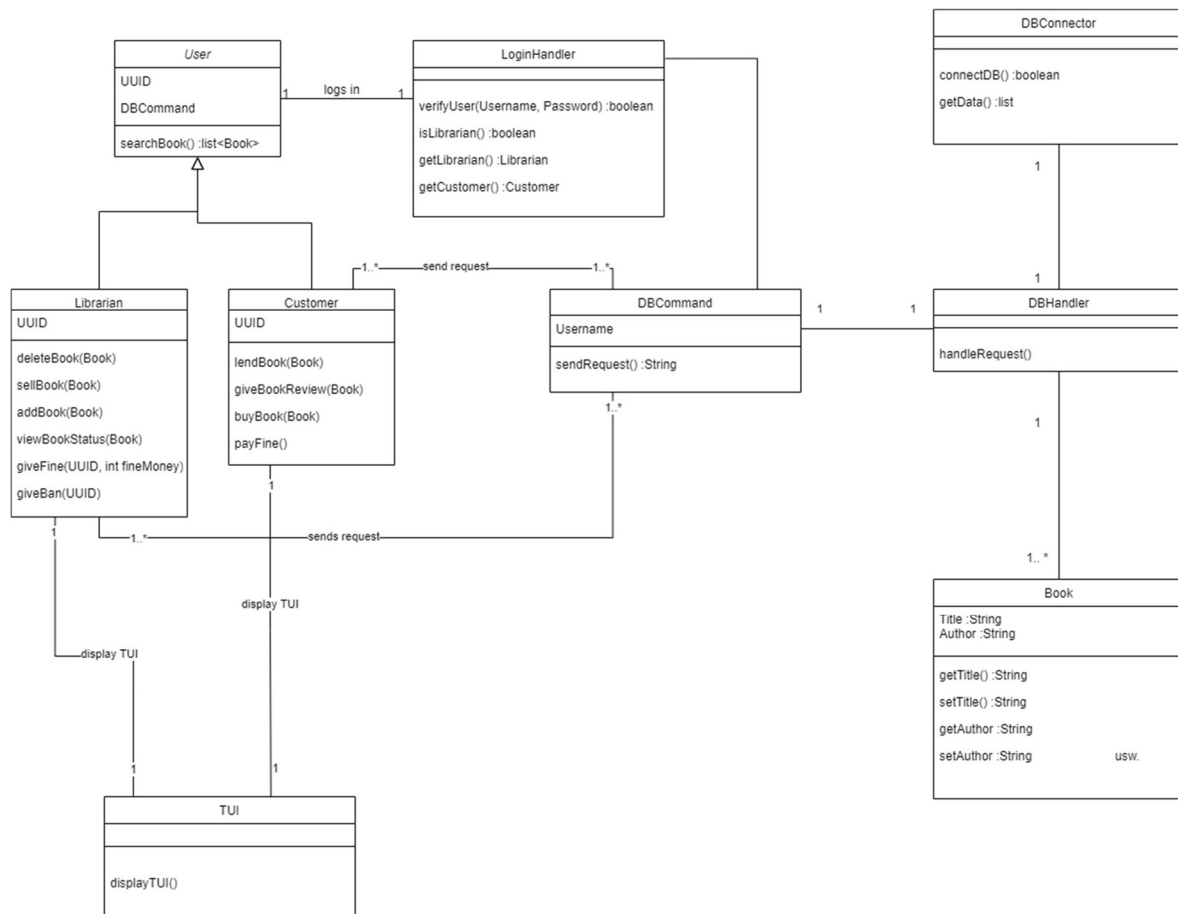 User
UUID
DBCommand
searchBook() :list<Book>
1
logs in
1
LoginHandler
verifyUser(Username, Password) :boolean
isLibrarian() :boolean
getLibrarian() :Librarian
getCustomer() :Customer
DBConnector
connectDB() :boolean
getData() :list
1
1
Librarian
UUID
deleteBook(Book)
sellBook(Book)
addBook(Book)
viewBookStatus(Book)
giveFine(UUID, int fineMoney)
giveBan(UUID)
Customer
UUID
lendBook(Book)
giveBookReview(Book)
buyBook(Book)
payFine()
1..*
send request
1..*
DBCommand
Username
sendRequest() :String
1
1
DBHandler
handleRequest()
1..*
1
1
1
1..*
sends request
display TUI
display TUI
1.. *
Book
Title :String
Author :String
getTitle() :String
setTitle() :String
getAuthor :String
setAuthor :String
usw.
1
1
TUI
displayTUI()